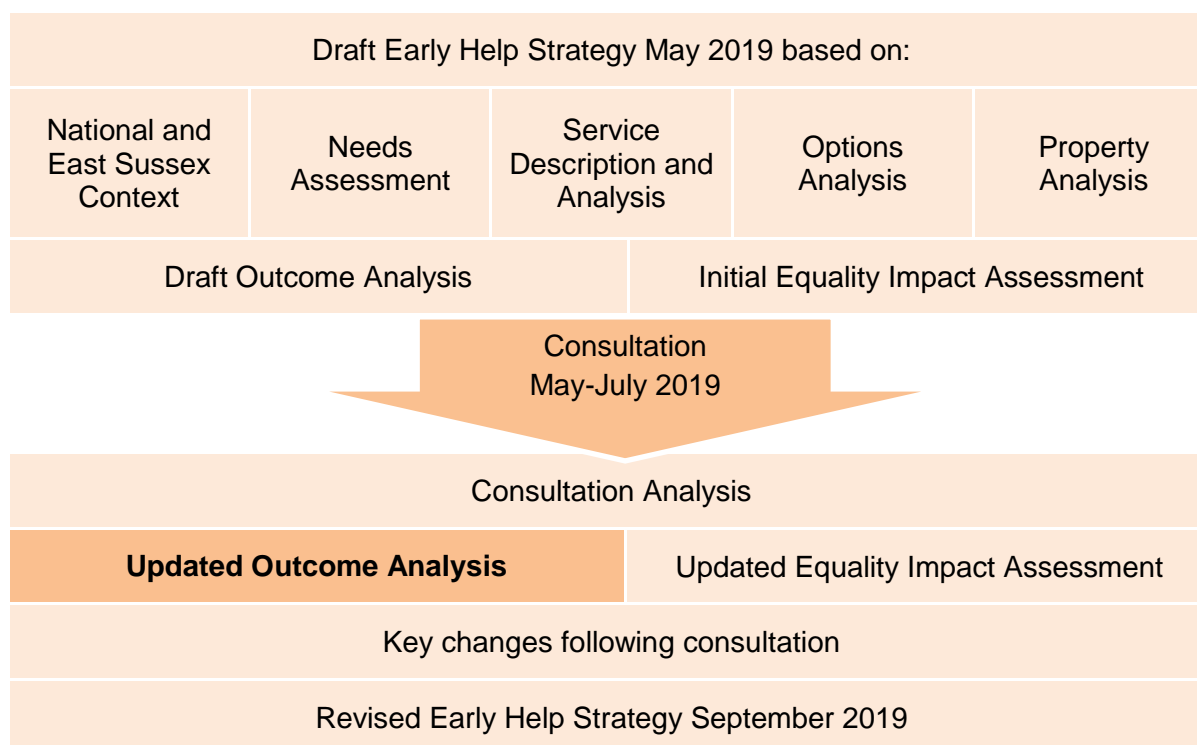 Draft Early Help Strategy May 2019 based on:
National and
East Sussex
Context
Needs
Assessment
Service
Description and
Analysis
Options
Analysis
Property
Analysis
Draft Outcome Analysis
Initial Equality Impact Assessment
Consultation
May-July 2019
Consultation Analysis
Updated Outcome Analysis
Updated Equality Impact Assessment
Key changes following consultation
Revised Early Help Strategy September 2019